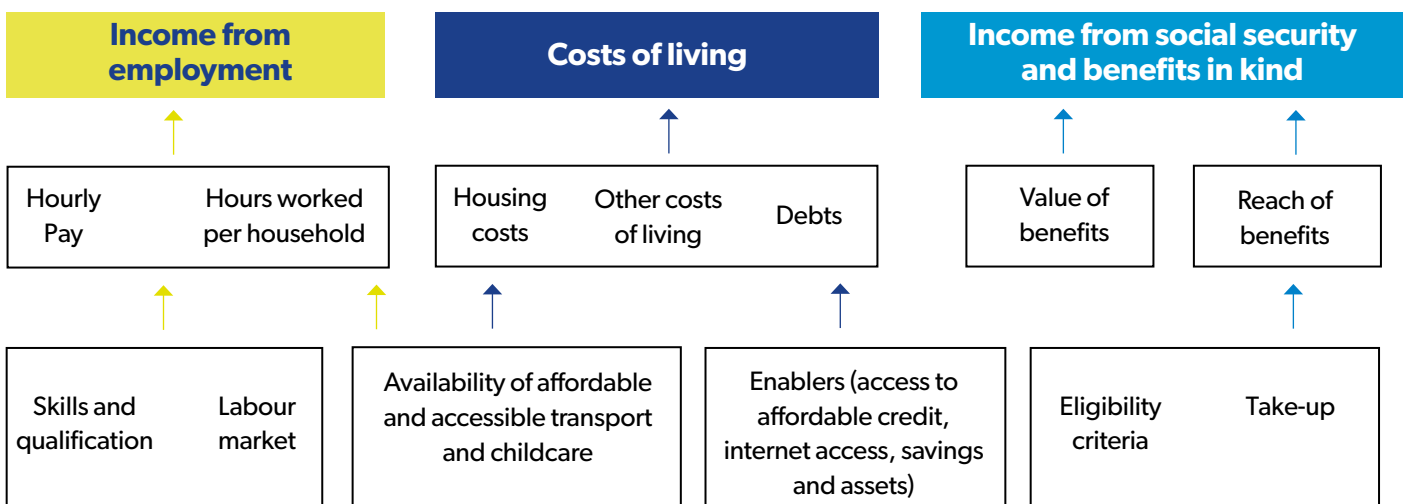 Income from
employment
Costs of living
Income from social security
and benefits in kind
Hourly
Pay
Hours worked
per household
Housing
costs
Other costs
of living
Debts
Value of
benefits
Reach of
benefits
Skills and
qualification
Labour
market
Availability of affordable
and accessible transport
and childcare
Enablers (access to
affordable credit,
internet access, savings
and assets)
Eligibility
criteria
Take-up